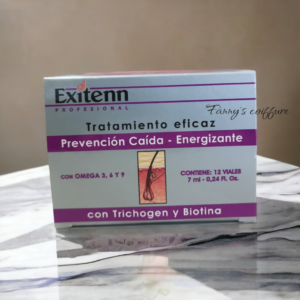 Exitenn
PROFESIONAL
Fanny's coiffure
Tratamiento eficaz
Prevención Caída - Energizante
CON OMEGA 3, 6 Y 9
CONTIENE: 12 VIALES
7 ml - 0,24 Fl. Oz.
con Trichogen y Biotina